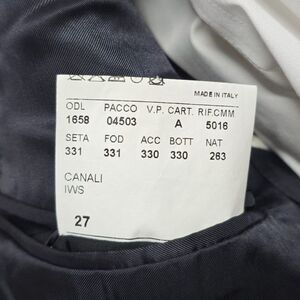 MADE IN ITALY
ODL PACCO V.P. CART. RIF.CMM
1658 04503 A 5016
SETA FOD ACC BOTT NAT
331 331 330 330 263
CANALI
IWS
27